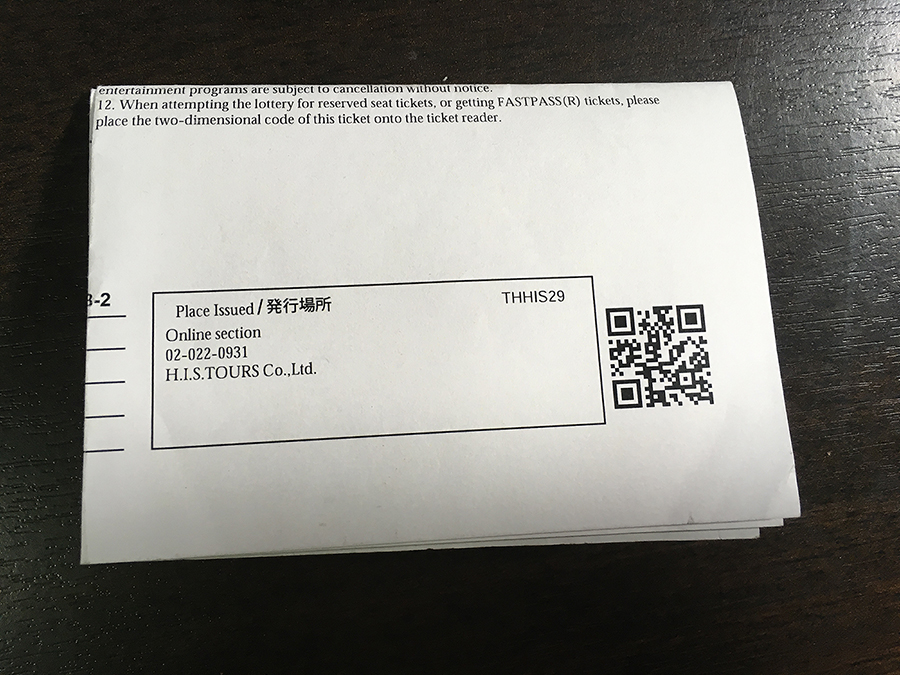 entertainment programs are subject to cancellation without notice.
12. When attempting the lottery for reserved seat tickets, or getting FASTPASS(R) tickets, please
place the two-dimensional code of this ticket onto the ticket reader.
-2
Place Issued / 発行場所
THHIS29
Online section
02-022-0931
H.I.S.TOURS Co.,Ltd.